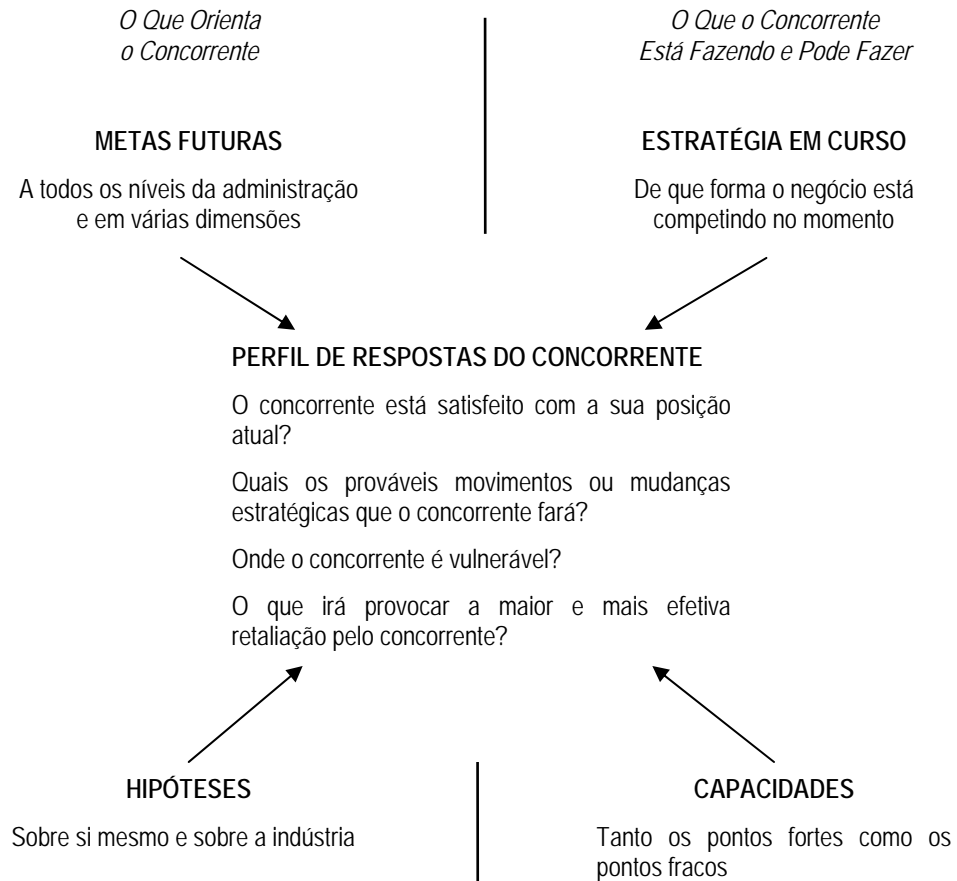 O Que Orienta
o Concorrente
O Que o Concorrente
Está Fazendo e Pode Fazer
METAS FUTURAS
A todos os níveis da administração
e em várias dimensões
ESTRATÉGIA EM CURSO
De que forma o negócio está
competindo no momento
PERFIL DE RESPOSTAS DO CONCORRENTE
O concorrente está satisfeito com a sua posição
atual?
Quais os prováveis movimentos ou mudanças
estratégicas que o concorrente fará?
Onde o concorrente é vulnerável?
O que irá provocar a maior e mais efetiva
retaliação pelo concorrente?
HIPÓTESES
Sobre si mesmo e sobre a indústria
CAPACIDADES
Tanto os pontos fortes como os
pontos fracos